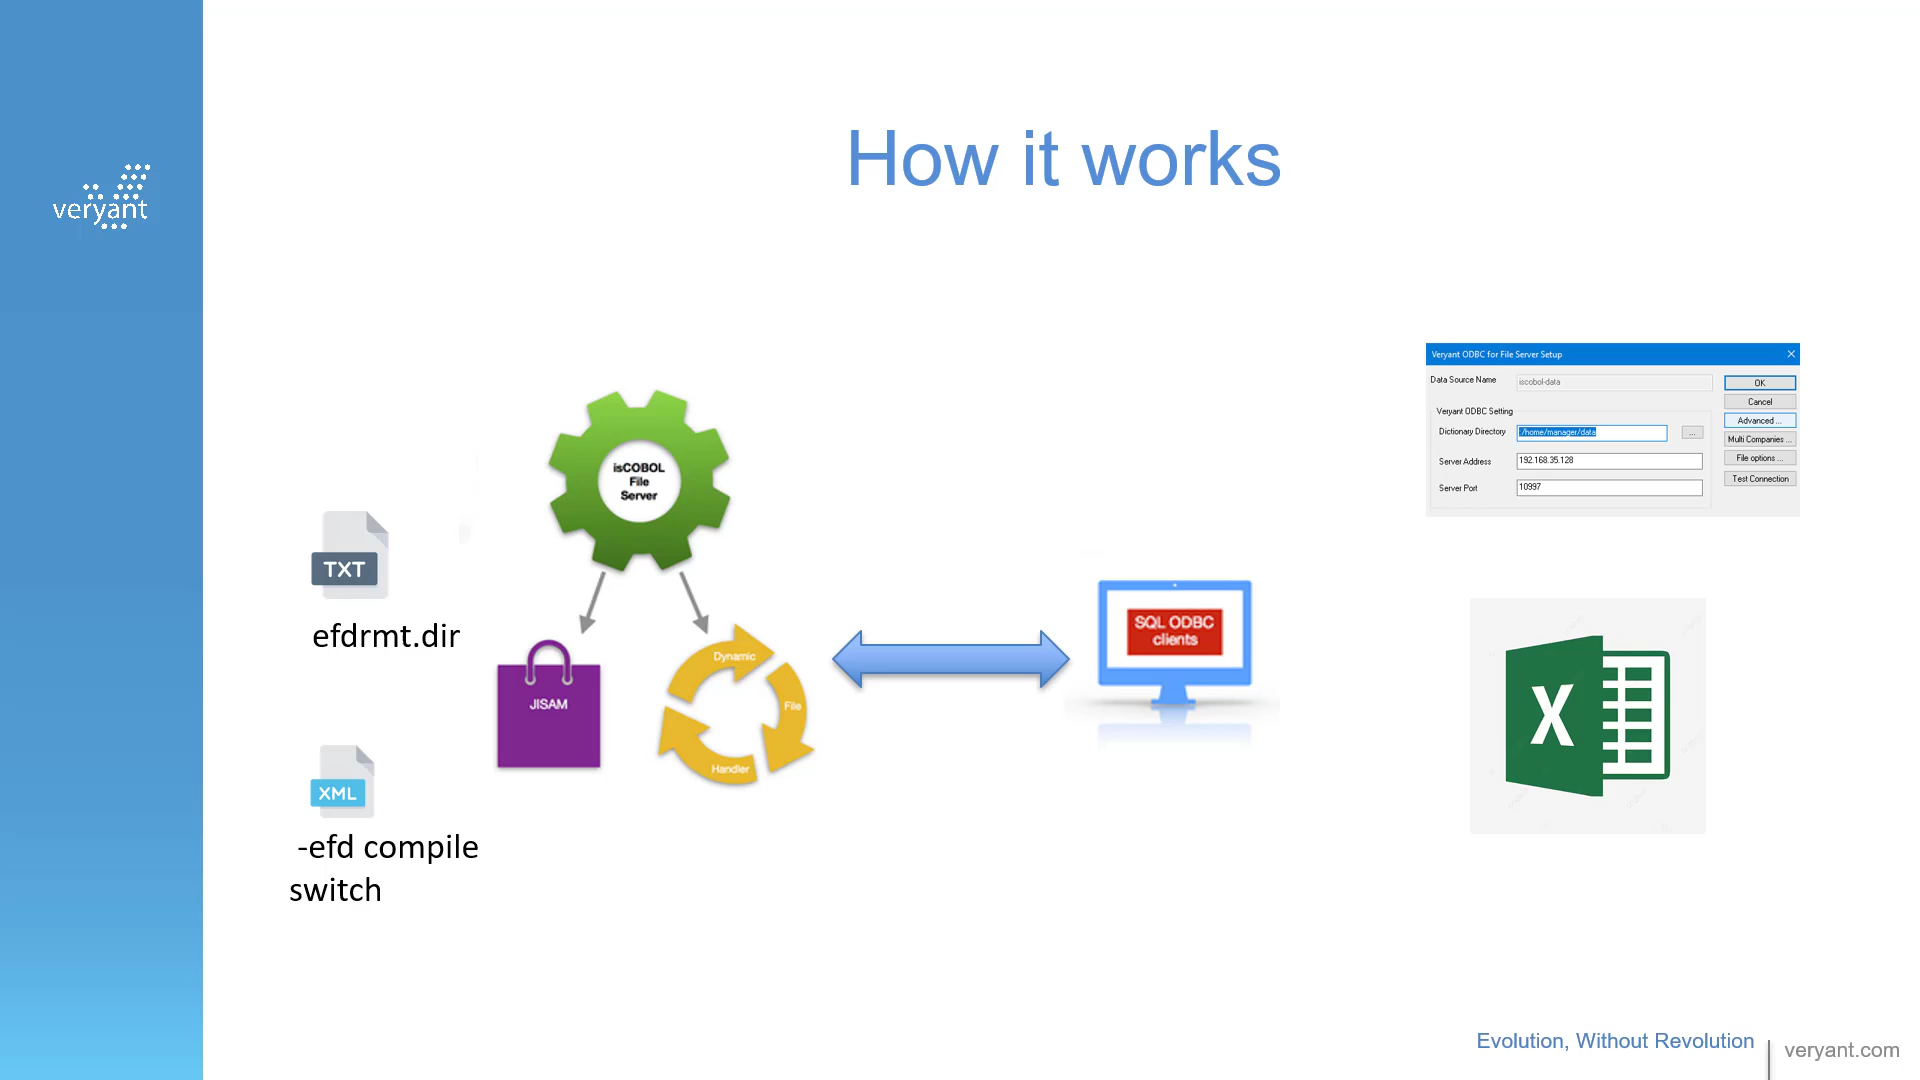 veryant
How it works
isCOBOL
File
Server
TXT
efdrmt.dir
XML
-efd compile
switch
JISAM
Dynamic
File
Handler
SQL ODBC
clients
Veryant ODBC for File Server Setup
Data Source Name
iscobol-data
OK
Cancel
Veryant ODBC Setting
Advanced ...
Dictionary Directory
/home/manager/data
...
Multi Companies ...
File options ...
Server Address
192.168.35.128
Test Connection
Server Port
10997
X
Evolution, Without Revolution
veryant.com